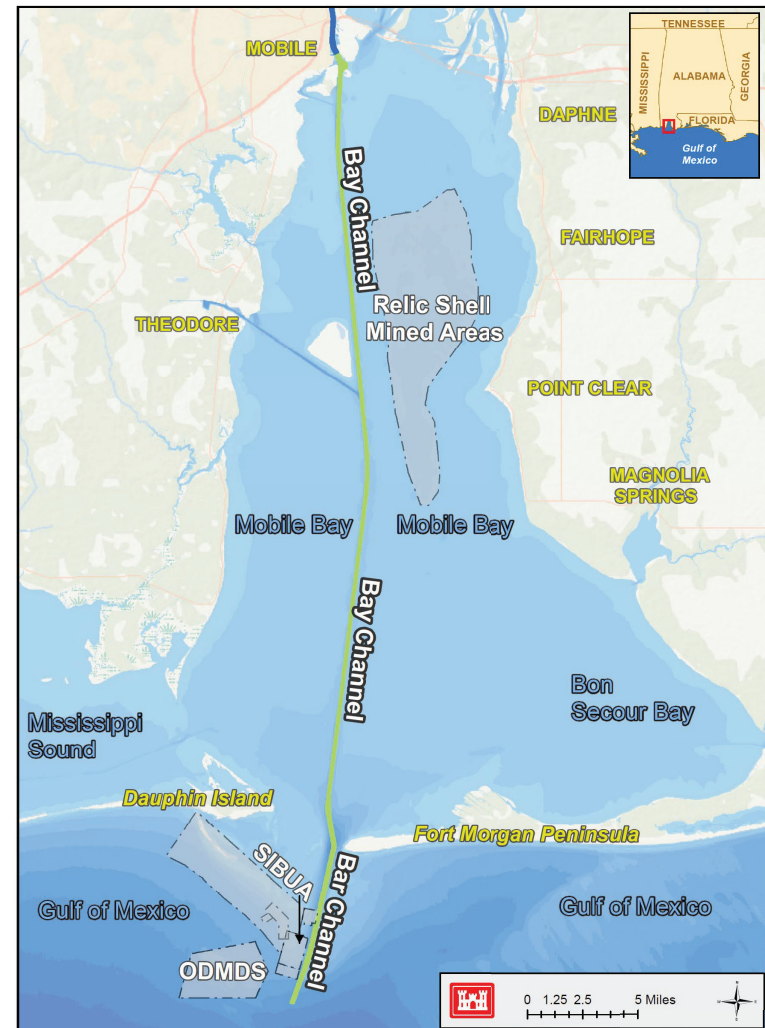 TENNESSEE
MISSISSIPPI
ALABAMA
GEORGIA
FLORIDA
Gulf of
Mexico
MOBILE
DAPHNE
Bay Channel
FAIRHOPE
Relic Shell
Mined Areas
THEODORE
POINT CLEAR
MAGNOLIA
SPRINGS
Mobile Bay
Mobile Bay
Bay Channel
Bon
Secour Bay
Mississippi
Sound
Dauphin Island
Fort Morgan Peninsula
SIBUA
Bar Channel
Gulf of Mexico
Gulf of Mexico
ODMDS
0 1.25 2.5 5 Miles